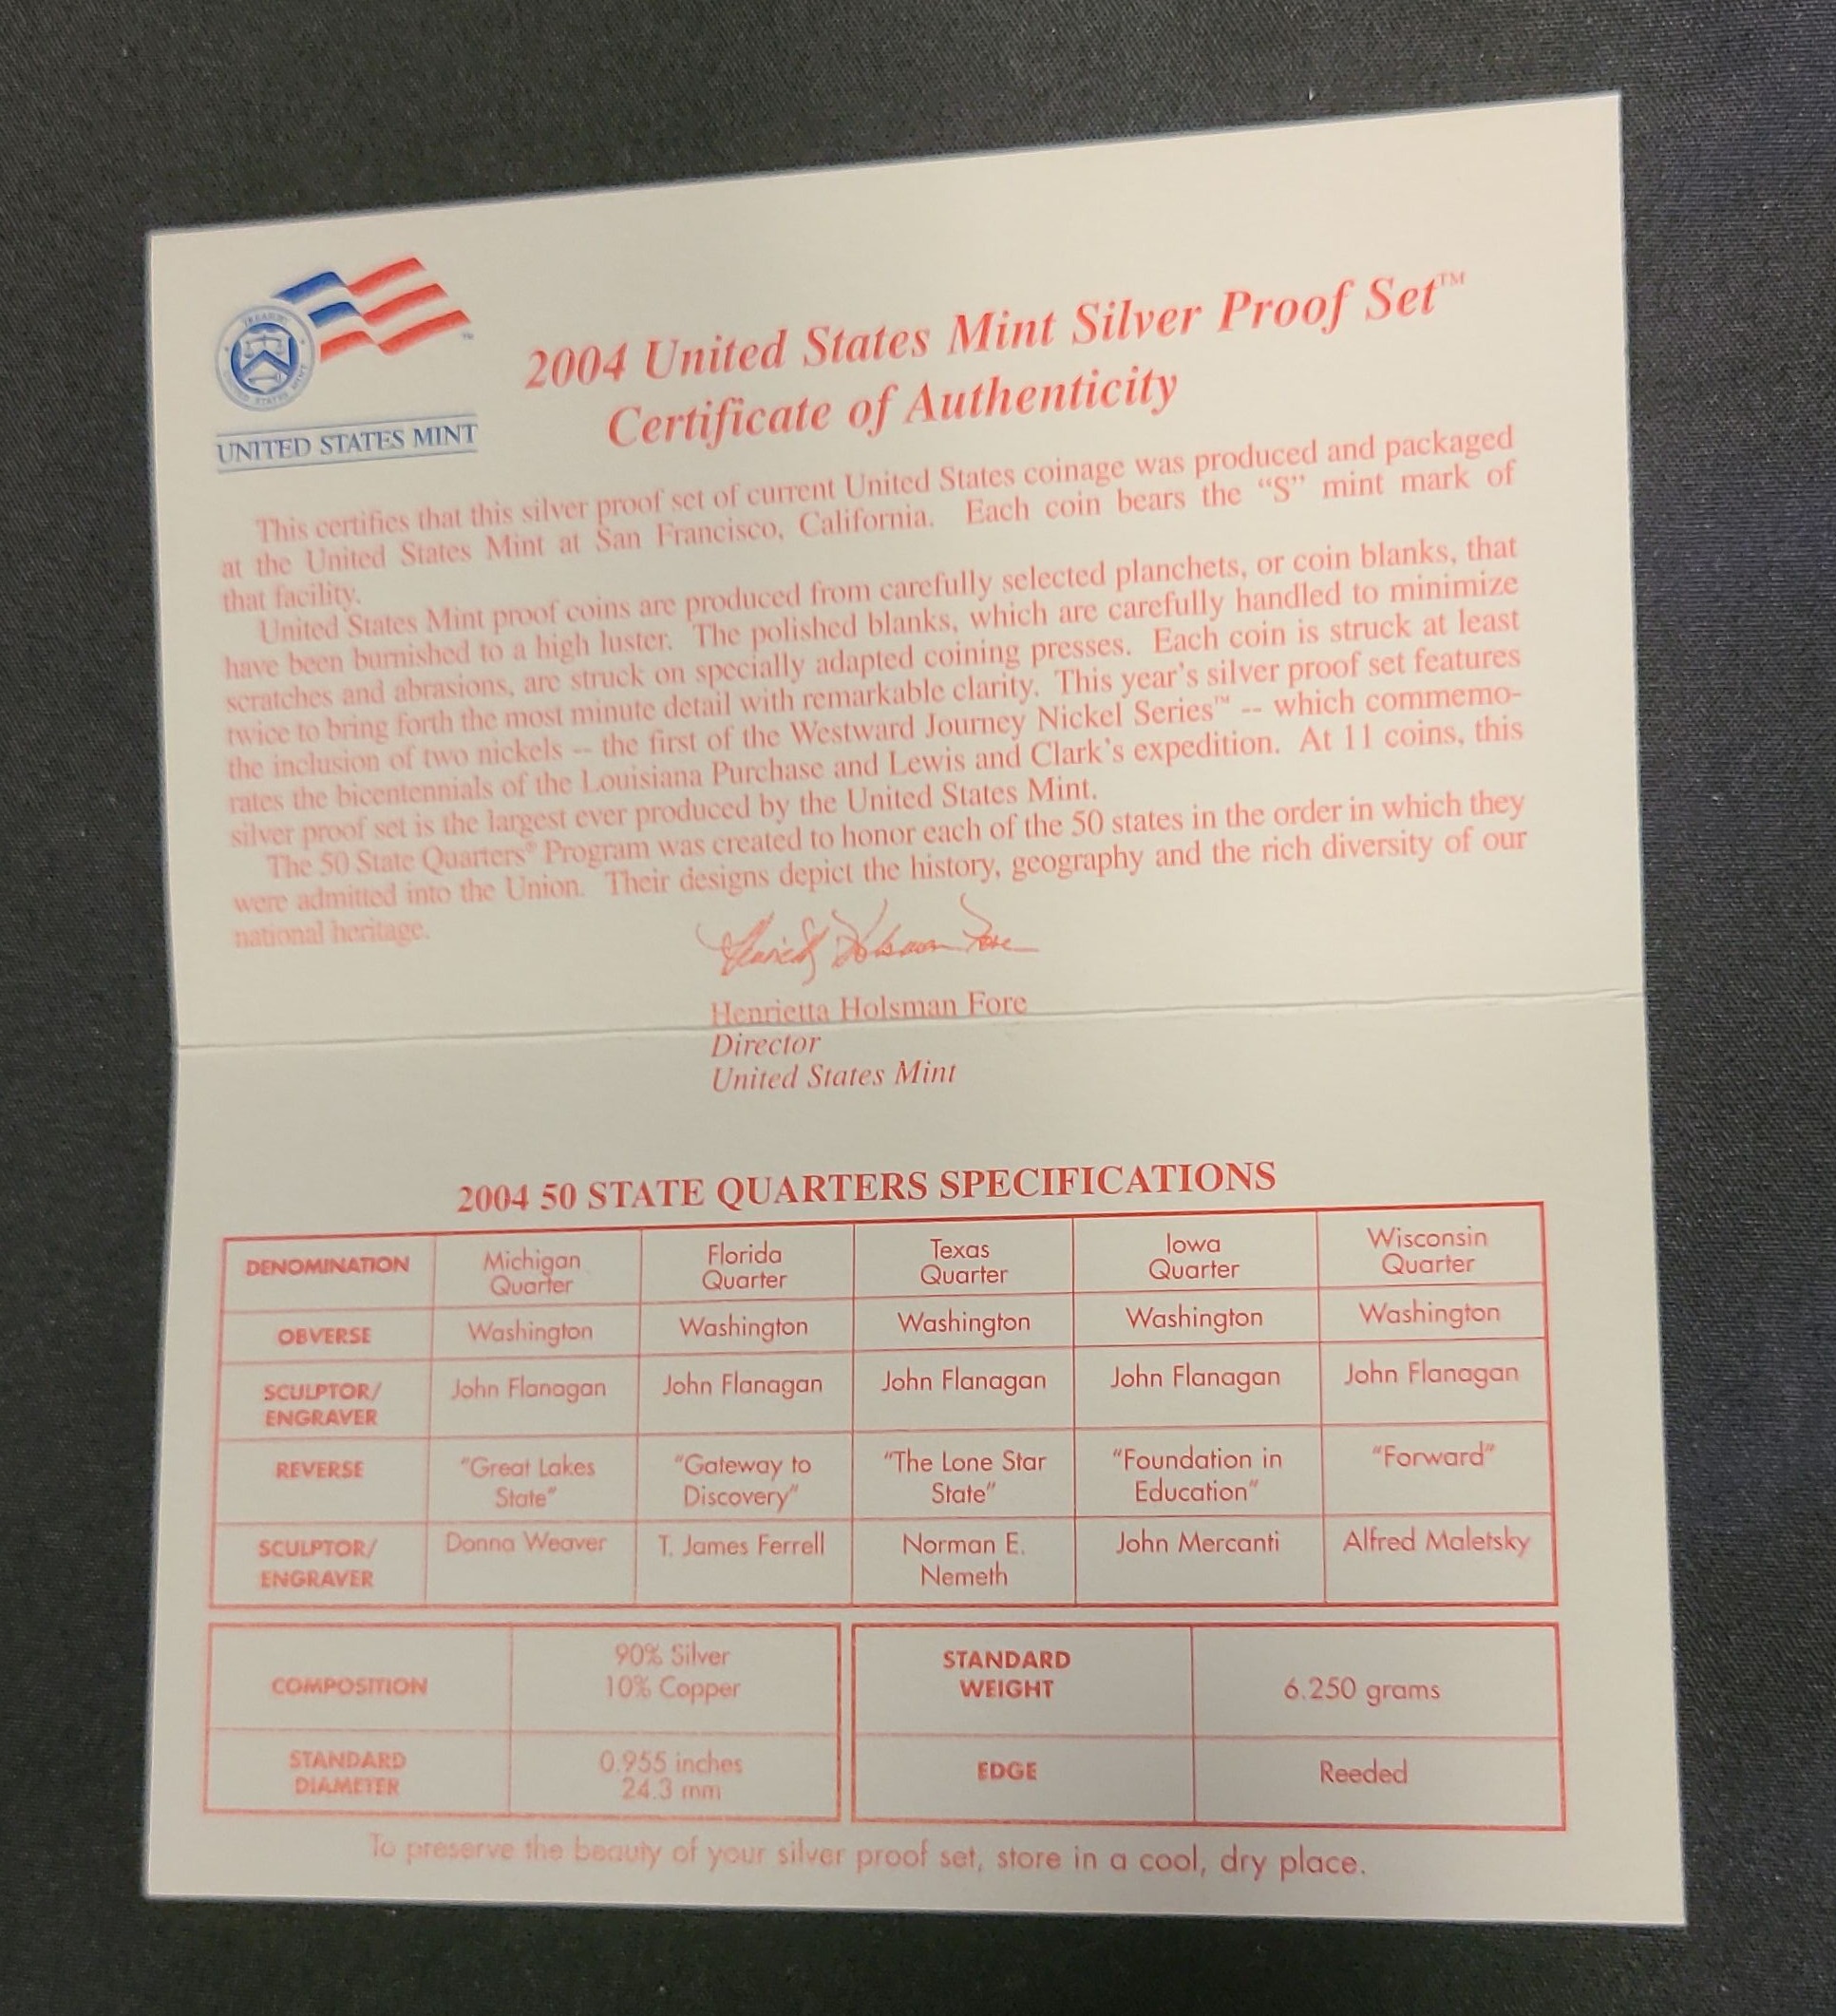 TREASURY
UNITED STATES MINT
UNITED STATES MINT
2004 United States Mint Silver Proof Set™
Certificate of Authenticity
This certifies that this silver proof set of current United States coinage was produced and packaged
at the United States Mint at San Francisco, California. Each coin bears the “S” mint mark of
that facility.
United States Mint proof coins are produced from carefully selected planchets, or coin blanks, that
have been burnished to a high luster. The polished blanks, which are carefully handled to minimize
scratches and abrasions, are struck on specially adapted coining presses. Each coin is struck at least
twice to bring forth the most minute detail with remarkable clarity. This year’s silver proof set features
the inclusion of two nickels -- the first of the Westward Journey Nickel Series™ -- which commemo-
rates the bicentennials of the Louisiana Purchase and Lewis and Clark’s expedition. At 11 coins, this
silver proof set is the largest ever produced by the United States Mint.
The 50 State Quarters® Program was created to honor each of the 50 states in the order in which they
were admitted into the Union. Their designs depict the history, geography and the rich diversity of our
national heritage.
Henrietta Holsman Fore
Henrietta Holsman Fore
Director
United States Mint
2004 50 STATE QUARTERS SPECIFICATIONS
DENOMINATION Michigan Quarter Florida Quarter Texas Quarter Iowa Quarter Wisconsin Quarter
OBVERSE Washington Washington Washington Washington Washington
SCULPTOR/ ENGRAVER John Flanagan John Flanagan John Flanagan John Flanagan John Flanagan
REVERSE “Great Lakes State” “Gateway to Discovery” “The Lone Star State” “Foundation in Education” “Forward”
SCULPTOR/ ENGRAVER Donna Weaver T. James Ferrell Norman E. Nemeth John Mercanti Alfred Maletsky
COMPOSITION 90% Silver 10% Copper STANDARD WEIGHT 6.250 grams
STANDARD DIAMETER 0.955 inches 24.3 mm EDGE Reeded
To preserve the beauty of your silver proof set, store in a cool, dry place.